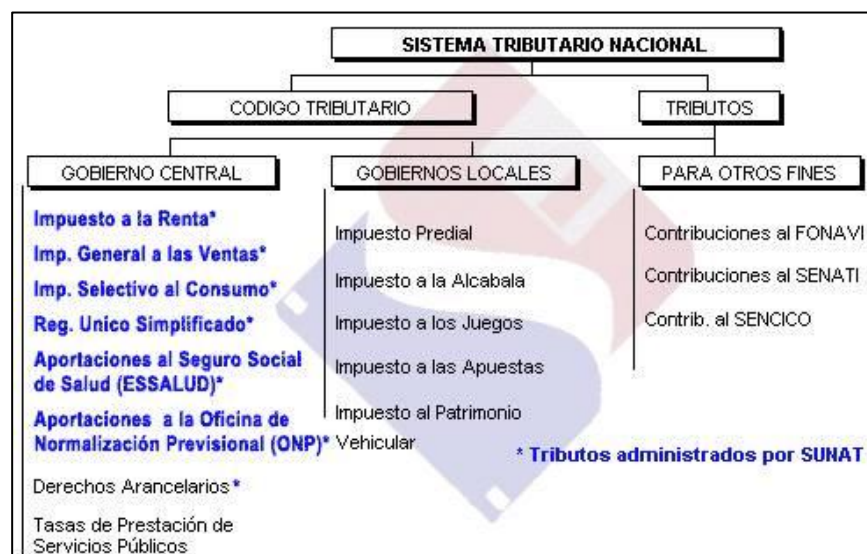 SISTEMA TRIBUTARIO NACIONAL
CODIGO TRIBUTARIO
TRIBUTOS
GOBIERNO CENTRAL
GOBIERNOS LOCALES
PARA OTROS FINES
Impuesto a la Renta*
Imp. General a las Ventas*
Imp. Selectivo al Consumo*
Reg. Unico Simplificado*
Aportaciones al Seguro Social
de Salud (ESSALUD)*
Aportaciones a la Oficina de
Normalización Previsional (ONP)*
Derechos Arancelarios*
Tasas de Prestación de
Servicios Públicos
Impuesto Predial
Impuesto a la Alcabala
Impuesto a los Juegos
Impuesto a las Apuestas
Impuesto al Patrimonio
Vehicular
Contribuciones al FONAVI
Contribuciones al SENATI
Contrib. al SENCICO
* Tributos administrados por SUNAT